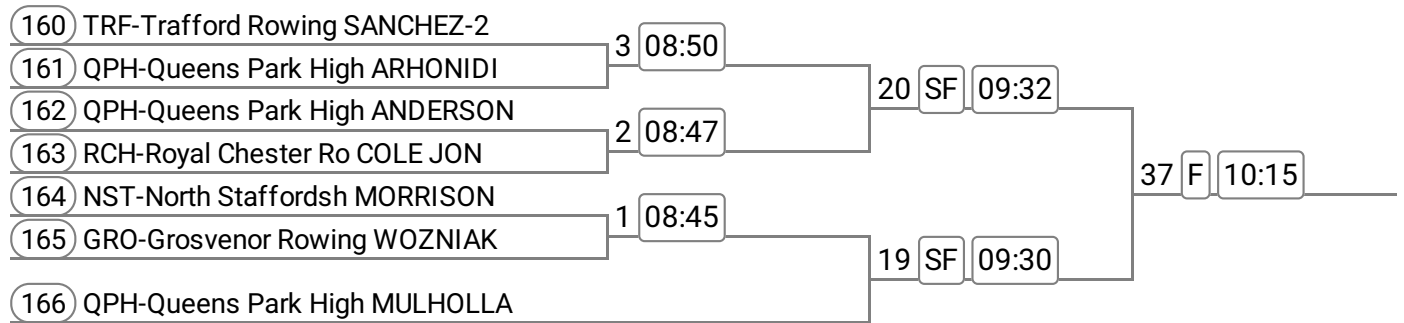 160 TRF-Trafford Rowing SANCHEZ-2
3 08:50
161 QPH-Queens Park High ARHONIDI
20 SF 09:32
162 QPH-Queens Park High ANDERSON
2 08:47
163 RCH-Royal Chester Ro COLE JON
37 F 10:15
164 NST-North Staffordsh MORRISON
1 08:45
165 GRO-Grosvenor Rowing WOZNIAK
19 SF 09:30
166 QPH-Queens Park High MULHOLLA